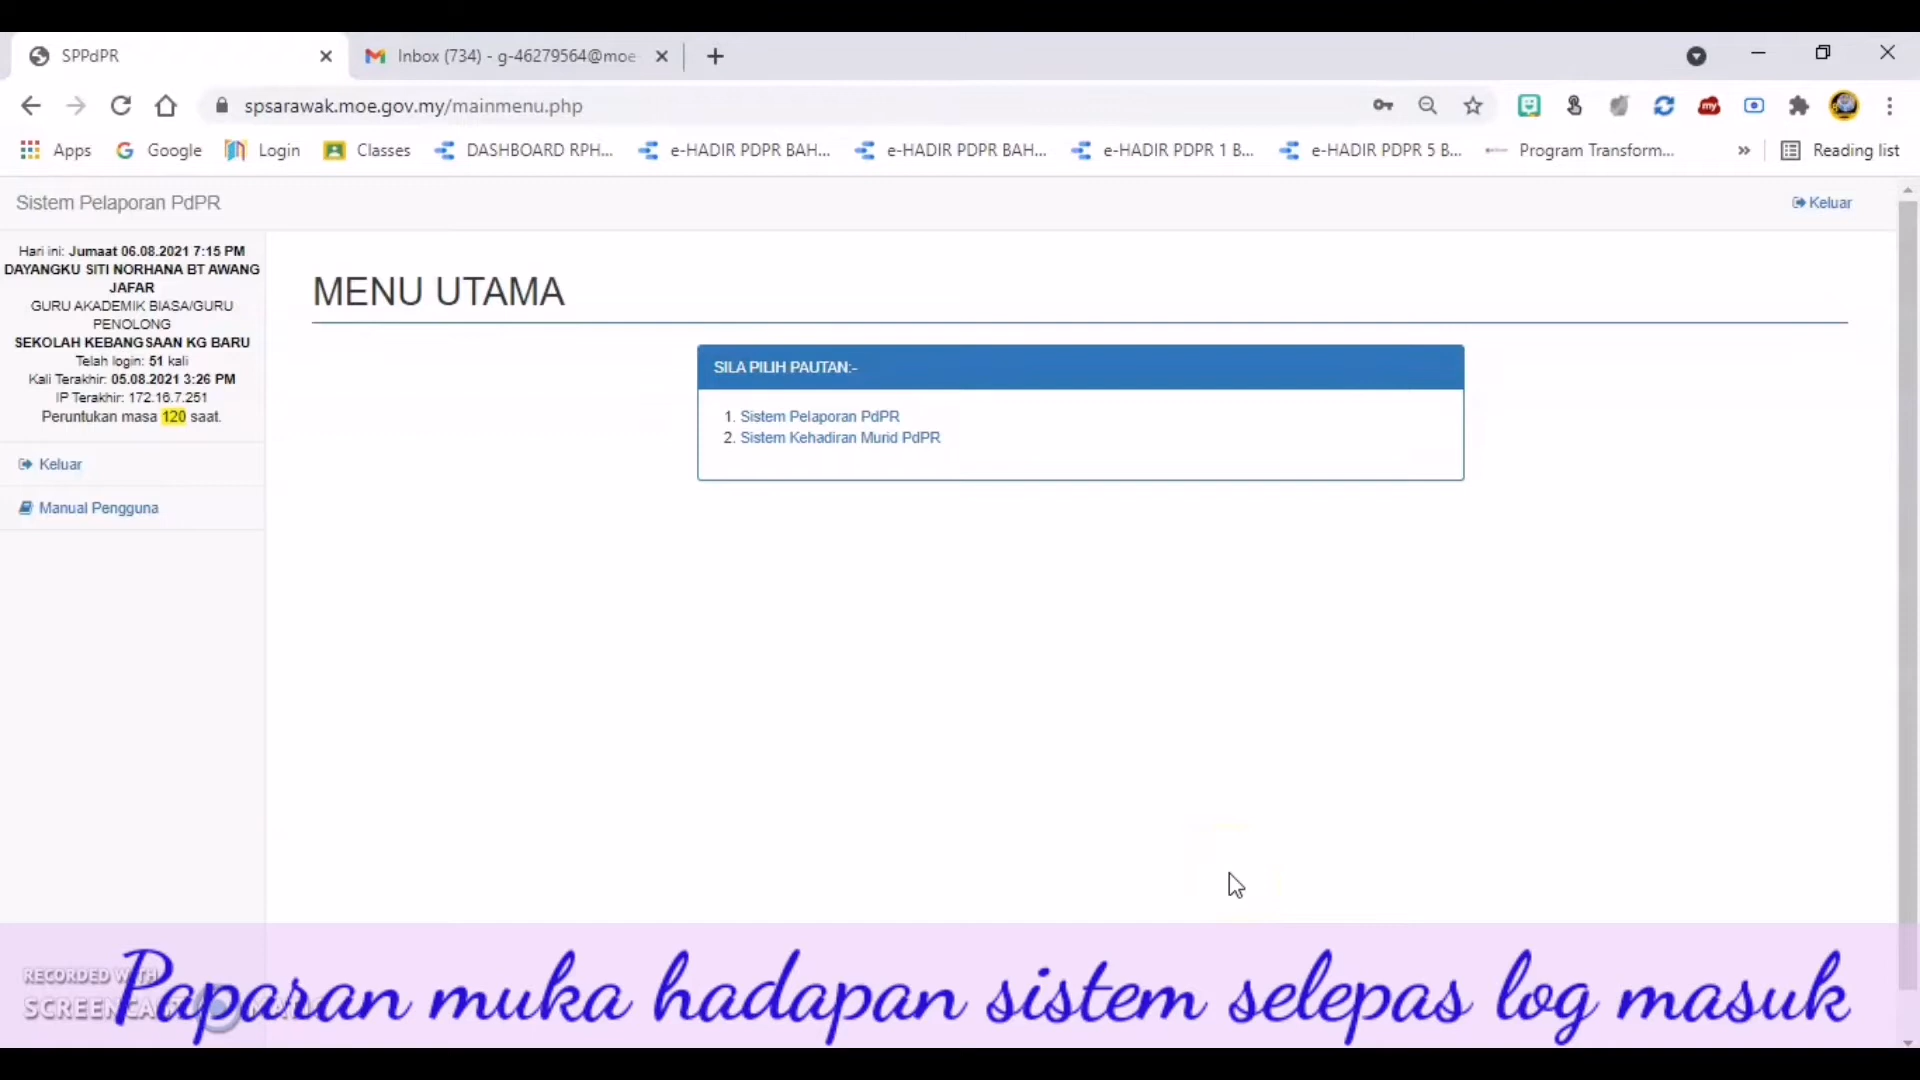 SPPdPR
Inbox (734) - g-46279564@moe
spsarawak.moe.gov.my/mainmenu.php
Apps Google Login Classes DASHBOARD RPH... e-HADIR PDPR BAH... e-HADIR PDPR BAH... e-HADIR PDPR 1 B... e-HADIR PDPR 5 B... Program Transform... » Reading list
Sistem Pelaporan PdPR
Keluar
Hari ini: Jumaat 06.08.2021 7:15 PM
DAYANGKU SITI NORHANA BT AWANG
JAFAR
GURU AKADEMIK BIASA/GURU
PENOLONG
SEKOLAH KEBANGSAAN KG BARU
Telah login: 51 kali
Kali Terakhir: 05.08.2021 3:26 PM
IP Terakhir: 172.16.7.251
Peruntukan masa 120 saat.
Keluar
Manual Pengguna
MENU UTAMA
SILA PILIH PAUTAN:-
1. Sistem Pelaporan PdPR
2. Sistem Kehadiran Murid PdPR
RECORDED WITH
Paparan muka hadapan sistem selepas log masuk